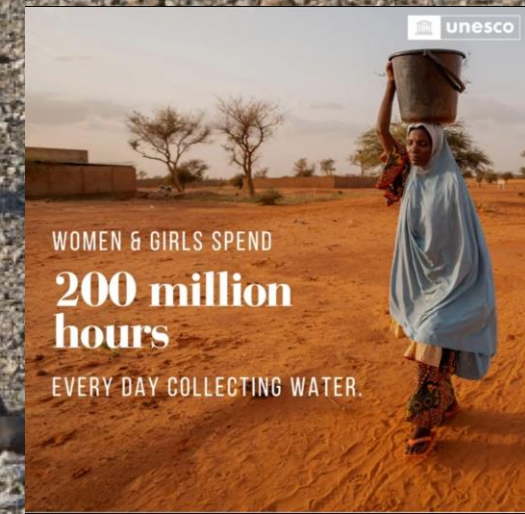 unesco
WOMEN & GIRLS SPEND
200 million
hours
EVERY DAY COLLECTING WATER.